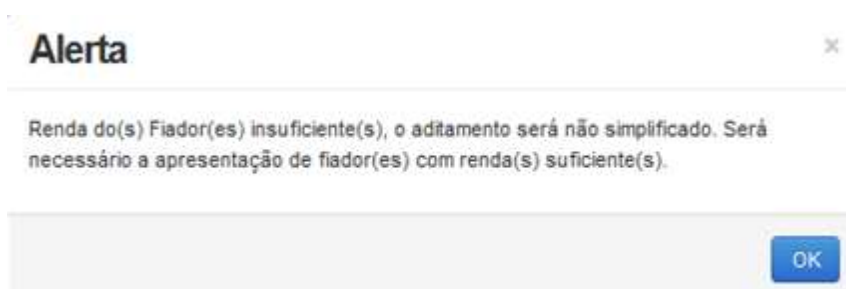 Alerta
×
Renda do(s) Fiador(es) insuficiente(s), o aditamento será não simplificado. Será
necessário a apresentação de fiador(es) com renda(s) suficiente(s).
OK